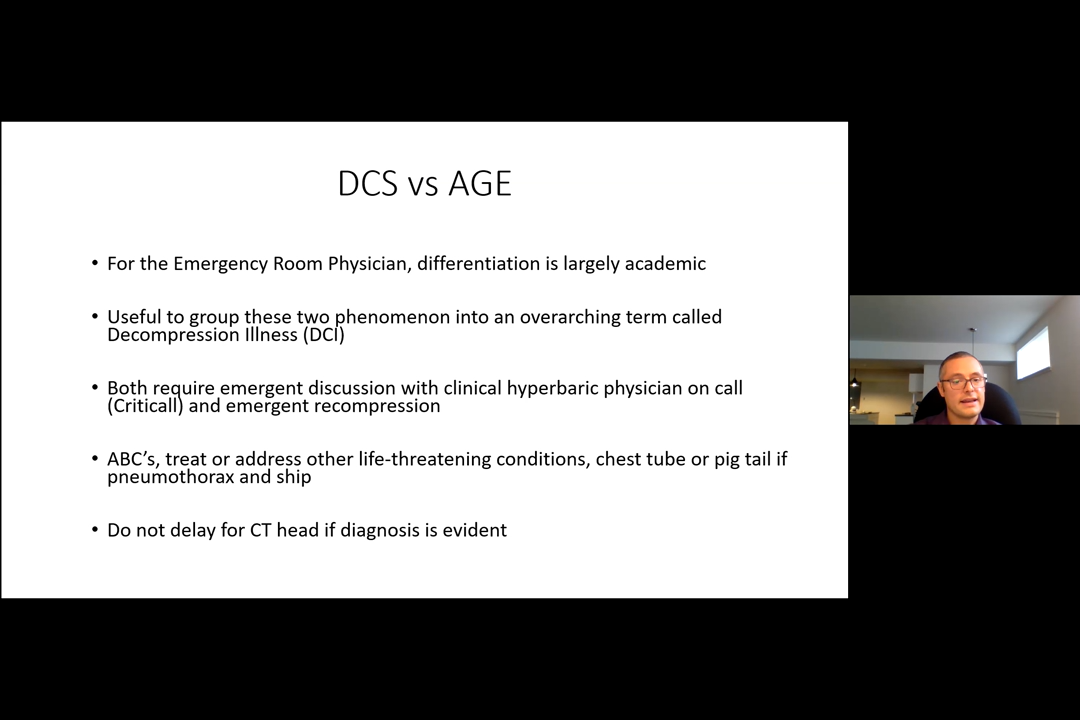 DCS vs AGE
• For the Emergency Room Physician, differentiation is largely academic
• Useful to group these two phenomenon into an overarching term called
Decompression Illness (DCI)
• Both require emergent discussion with clinical hyperbaric physician on call
(Criticall) and emergent recompression
• ABC’s, treat or address other life-threatening conditions, chest tube or pig tail if
pneumothorax and ship
• Do not delay for CT head if diagnosis is evident